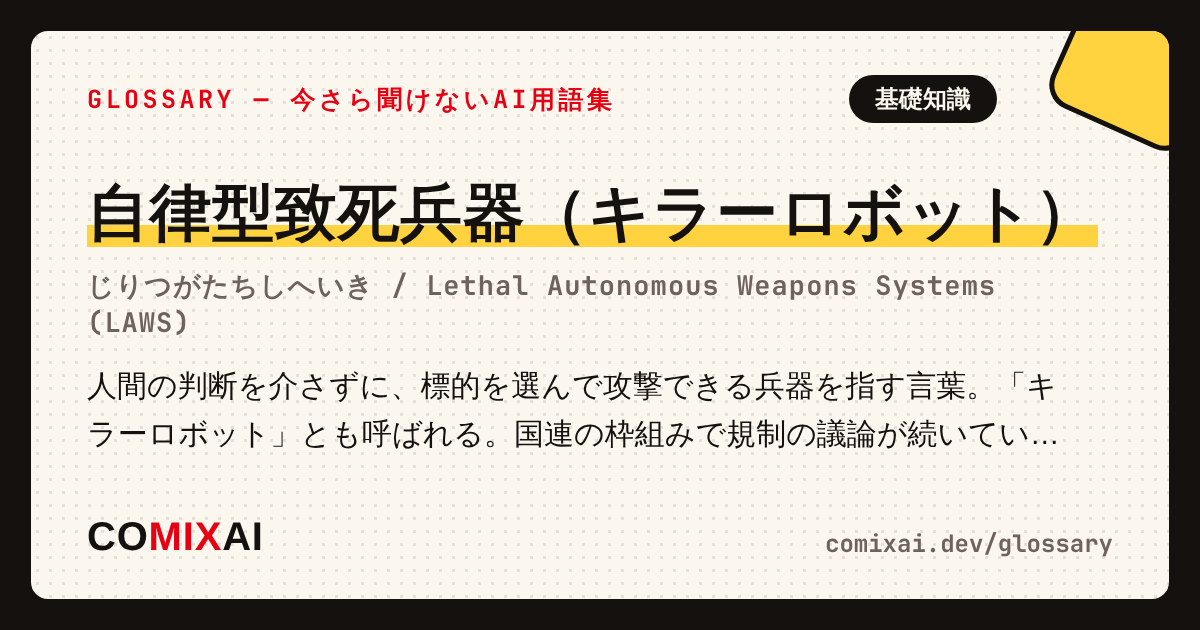 GLOSSARY — 今さら聞けないAI用語集
基礎知識
自律型致死兵器（キラーロボット）
じりつがたちしへいき / Lethal Autonomous Weapons Systems
(LAWS)
人間の判断を介さずに、標的を選んで攻撃できる兵器を指す言葉。「キ
ラーロボット」とも呼ばれる。国連の枠組みで規制の議論が続いてい…
COMIXAI
comixai.dev/glossary